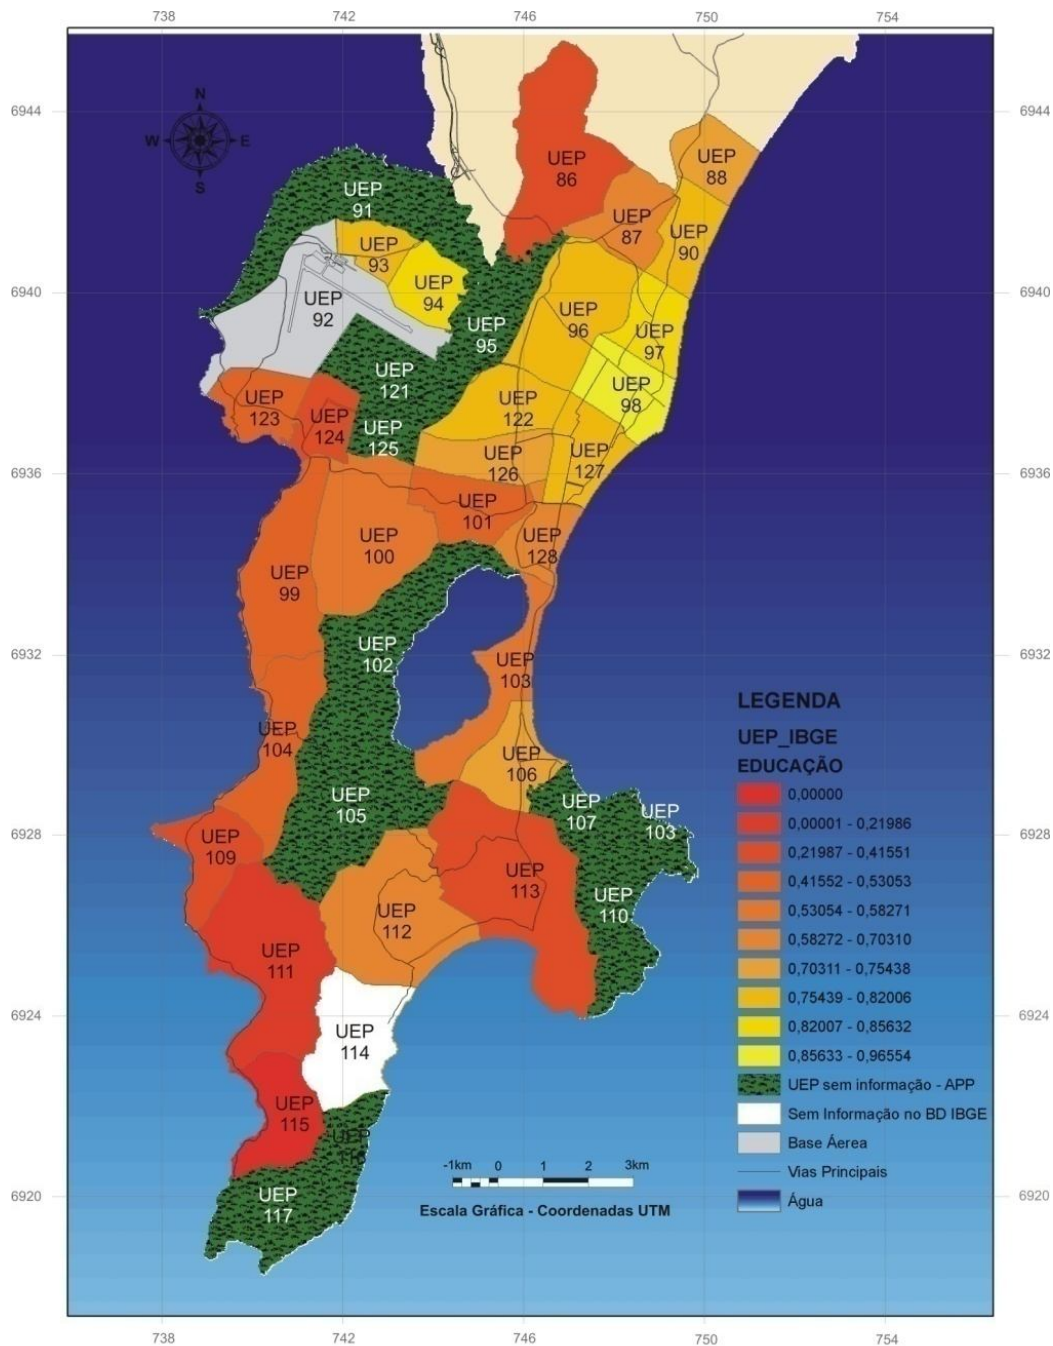 738 742 746 750 754
6944
6944
N
W E
S
UEP
86
UEP
88
UEP
91
UEP
87
UEP
90
UEP
93
UEP
94
6940
6940
UEP
92
UEP
95
UEP
96
UEP
97
UEP
121
UEP
98
UEP
123
UEP
124
UEP
122
UEP
125
UEP
126
UEP
127
6936
6936
UEP
101
UEP
100
UEP
128
UEP
99
UEP
102
UEP
103
6932
6932
UEP
104
UEP
106
UEP
105
UEP
107
UEP
103
6928
6928
UEP
109
UEP
113
UEP
110
UEP
112
UEP
111
6924
6924
UEP
114
UEP
115
UEP
UEP
117
6920
6920
LEGENDA
UEP_IBGE
EDUCAÇÃO
0,00000
0,00001 - 0,21986
0,21987 - 0,41551
0,41552 - 0,53053
0,53054 - 0,58271
0,58272 - 0,70310
0,70311 - 0,75438
0,75439 - 0,82006
0,82007 - 0,85632
0,85633 - 0,96554
UEP sem informação - APP
Sem Informação no BD IBGE
Base Áerea
Vias Principais
Água
-1km 0 1 2 3km
Escala Gráfica - Coordenadas UTM
738 742 746 750 754